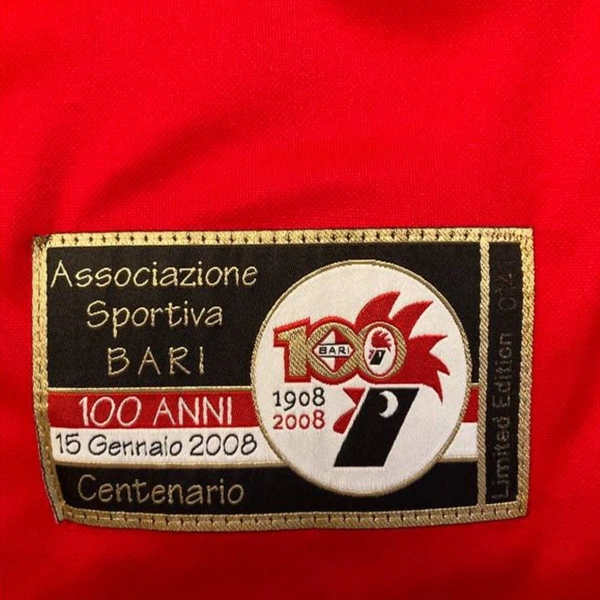 Associazione
Sportiva
BARI
100 ANNI
15 Gennaio 2008
Centenario
100
BARI
1908
2008
Limited Edition